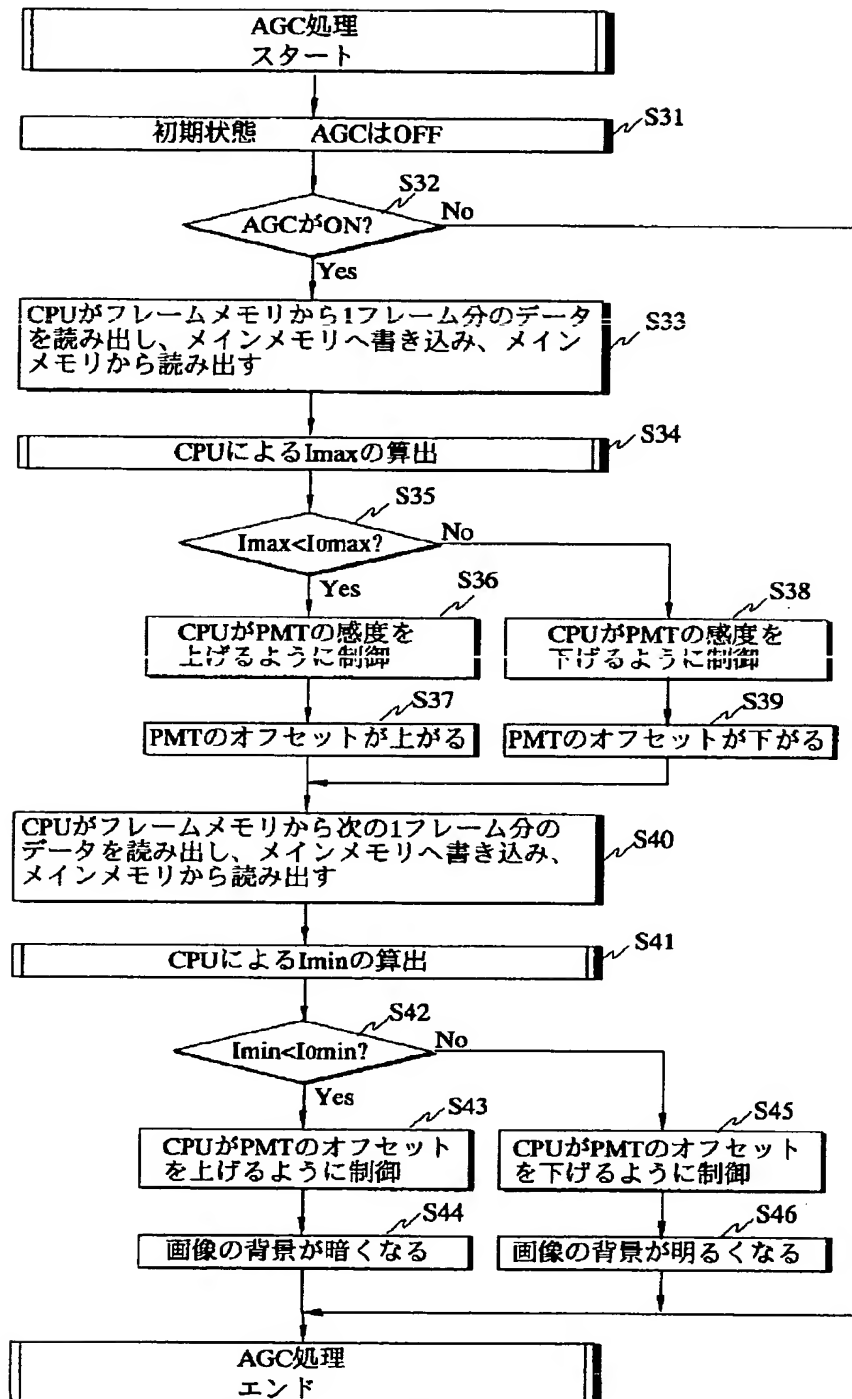 AGC処理
スタート
初期状態 AGCはOFF
S31
S32
AGCがON?
No
Yes
CPUがフレームメモリから1フレーム分のデータ
を読み出し、メインメモリへ書き込み、メイン
メモリから読み出す
S33
CPUによるImaxの算出
S34
S35
Imax<Iomax?
No
Yes
S36
CPUがPMTの感度を
上げるように制御
S38
CPUがPMTの感度を
下げるように制御
S37
PMTのオフセットが上がる
S39
PMTのオフセットが下がる
CPUがフレームメモリから次の1フレーム分の
データを読み出し、メインメモリへ書き込み、
メインメモリから読み出す
S40
CPUによるIminの算出
S41
S42
Imin<Iomin?
No
Yes
S43
CPUがPMTのオフセット
を上げるように制御
S45
CPUがPMTのオフセット
を下げるように制御
S44
画像の背景が暗くなる
S46
画像の背景が明るくなる
AGC処理
エンド